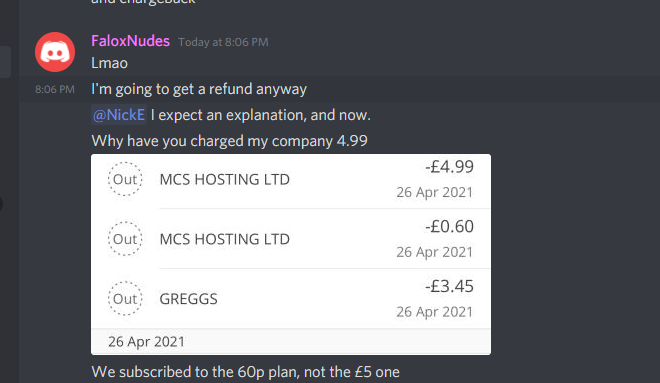 and chargeback
FaloxNudes Today at 8:06 PM
Lmao
8:06 PM I'm going to get a refund anyway
@NickE I expect an explanation, and now.
Why have you charged my company 4.99
Out MCS HOSTING LTD -£4.99
26 Apr 2021
Out MCS HOSTING LTD -£0.60
26 Apr 2021
Out GREGGS -£3.45
26 Apr 2021
26 Apr 2021
We subscribed to the 60p plan, not the £5 one